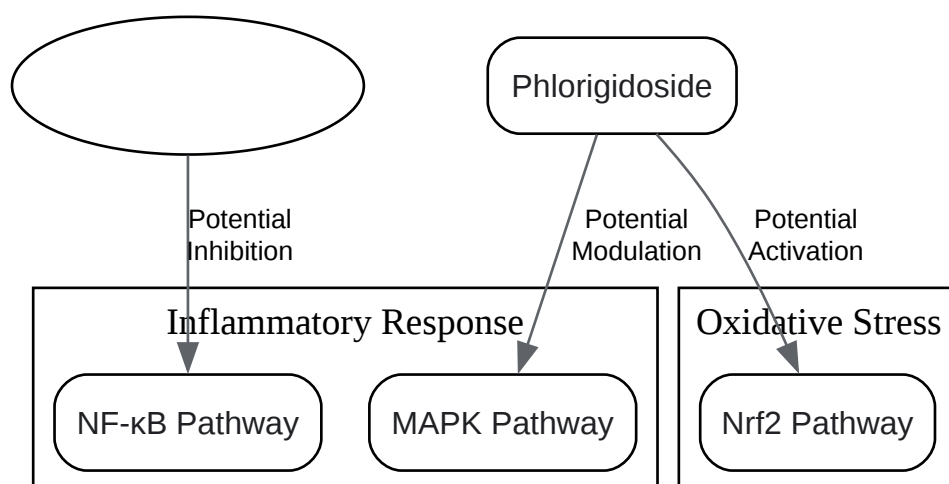 Phlorigidoside
Potential
Inhibition
Potential
Modulation
Potential
Activation
Inflammatory Response
Oxidative Stress
NF-κB Pathway
MAPK Pathway
Nrf2 Pathway